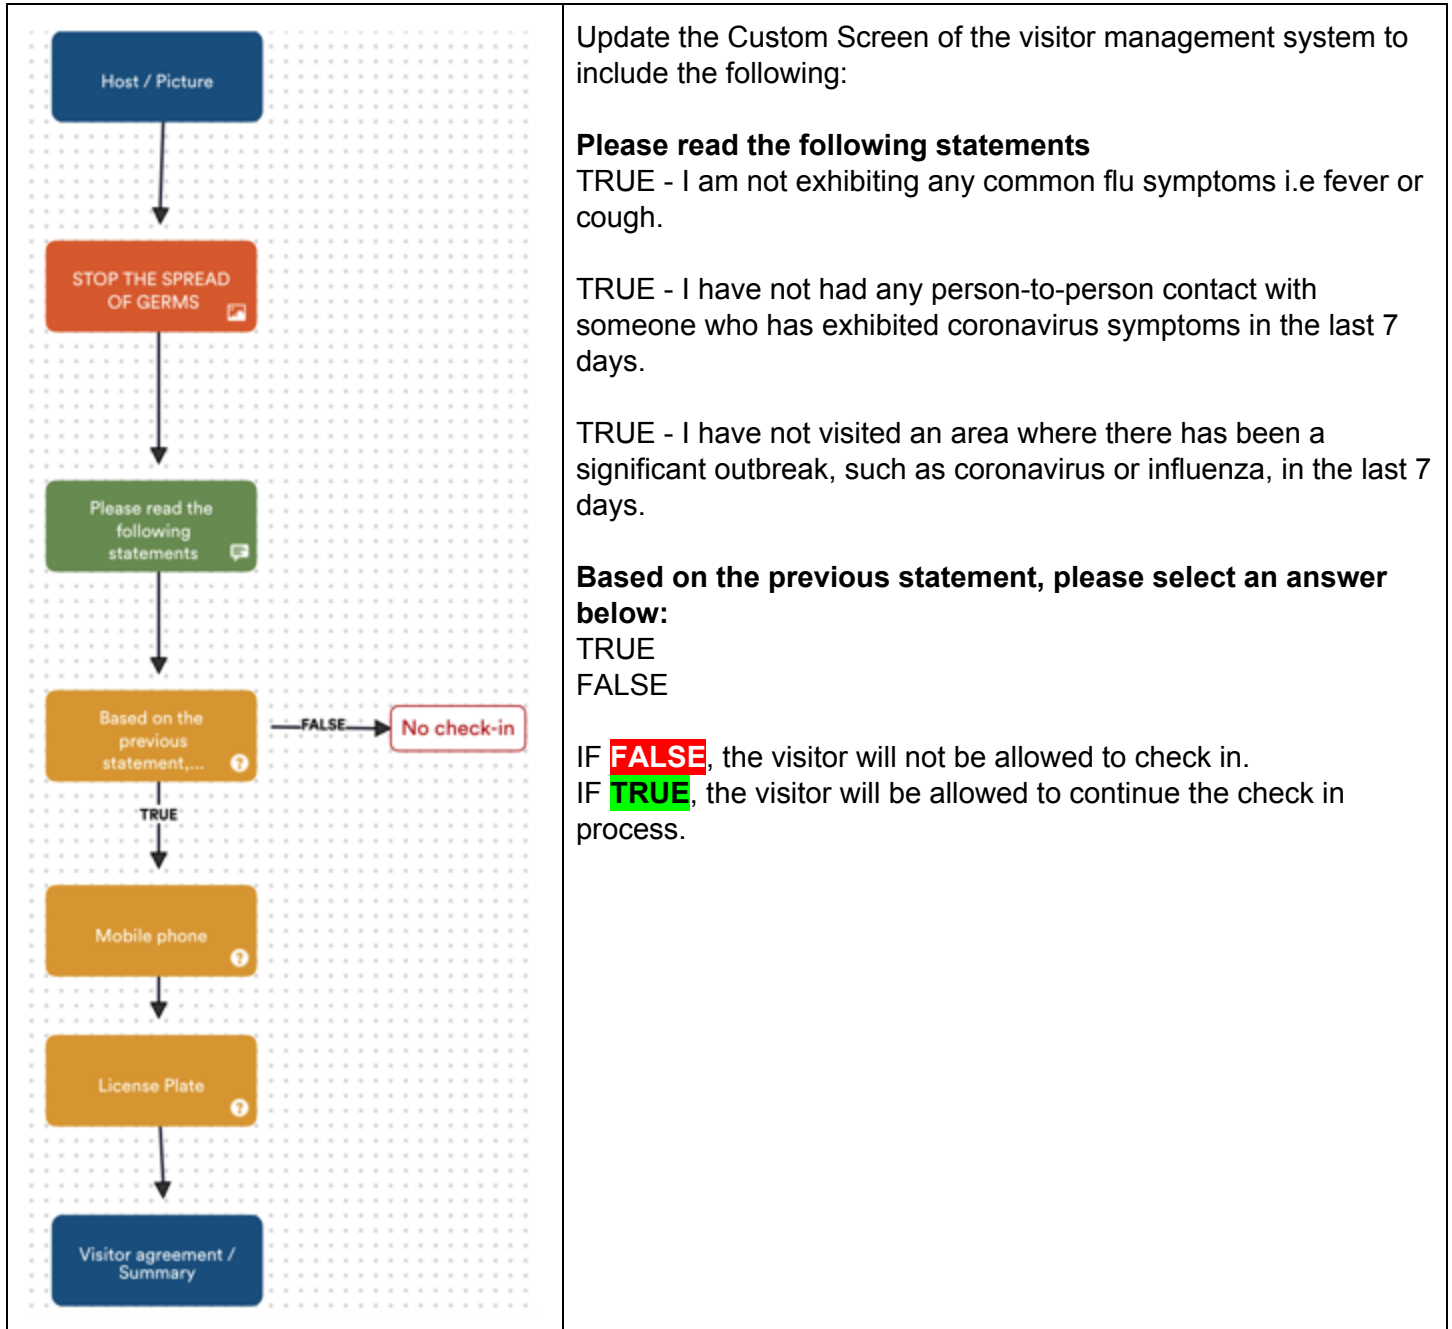 Host / Picture
STOP THE SPREAD
OF GERMS
Please read the
following
statements
Based on the
previous
statement,...
FALSE
No check-in
TRUE
Mobile phone
License Plate
Visitor agreement /
Summary
Update the Custom Screen of the visitor management system to
include the following:
Please read the following statements
TRUE - I am not exhibiting any common flu symptoms i.e fever or
cough.
TRUE - I have not had any person-to-person contact with
someone who has exhibited coronavirus symptoms in the last 7
days.
TRUE - I have not visited an area where there has been a
significant outbreak, such as coronavirus or influenza, in the last 7
days.
Based on the previous statement, please select an answer
below:
TRUE
FALSE
IF FALSE, the visitor will not be allowed to check in.
IF TRUE, the visitor will be allowed to continue the check in
process.